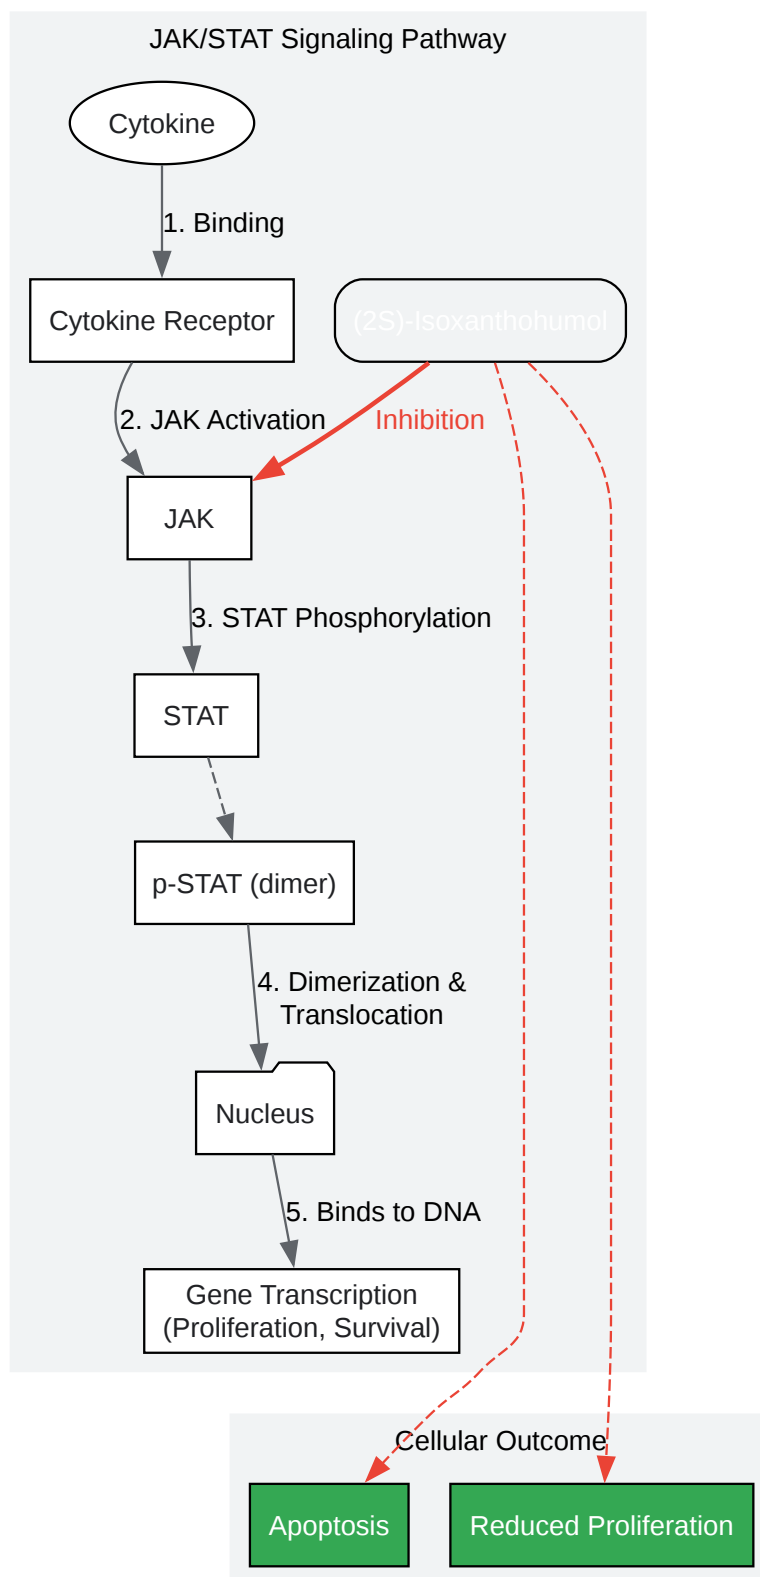 JAK/STAT Signaling Pathway
Cytokine
1. Binding
Cytokine Receptor
(2S)-Isoxanthohumol
2. JAK Activation
Inhibition
JAK
3. STAT Phosphorylation
STAT
p-STAT (dimer)
4. Dimerization &
Translocation
Nucleus
5. Binds to DNA
Gene Transcription
(Proliferation, Survival)
Cellular Outcome
Apoptosis
Reduced Proliferation